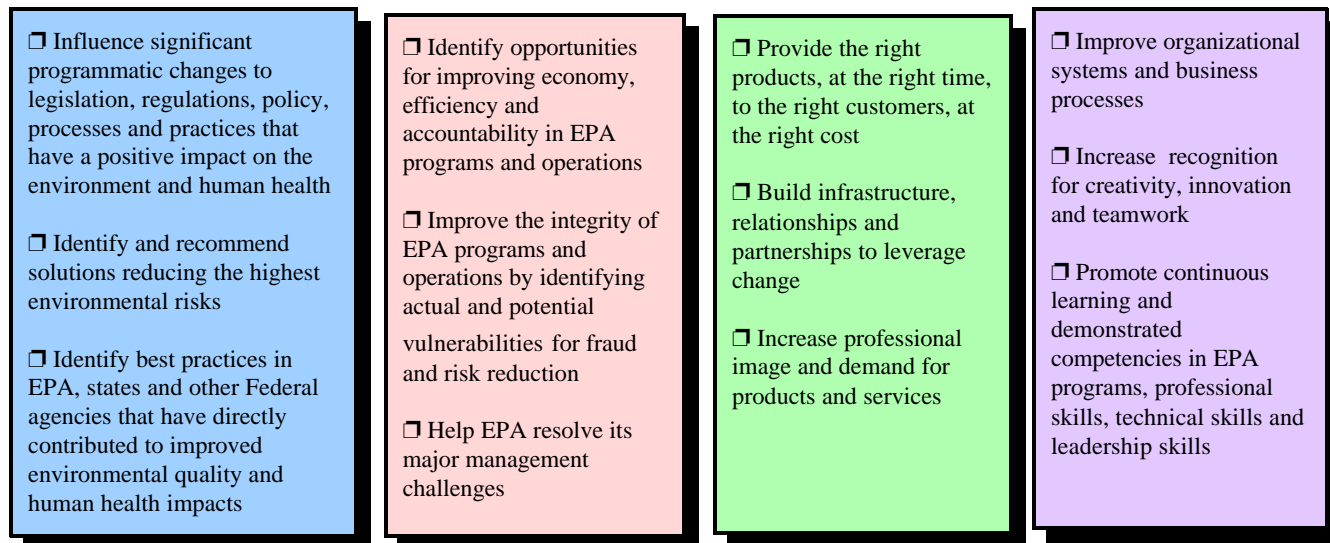 ❒ Influence significant
programmatic changes to
legislation, regulations, policy,
processes and practices that
have a positive impact on the
environment and human health
❒ Identify and recommend
solutions reducing the highest
environmental risks
❒ Identify best practices in
EPA, states and other Federal
agencies that have directly
contributed to improved
environmental quality and
human health impacts
❒ Identify opportunities
for improving economy,
efficiency and
accountability in EPA
programs and operations
❒ Improve the integrity of
EPA programs and
operations by identifying
actual and potential
vulnerabilities for fraud
and risk reduction
❒ Help EPA resolve its
major management
challenges
❒ Provide the right
products, at the right time,
to the right customers, at
the right cost
❒ Build infrastructure,
relationships and
partnerships to leverage
change
❒ Increase professional
image and demand for
products and services
❒ Improve organizational
systems and business
processes
❒ Increase recognition
for creativity, innovation
and teamwork
❒ Promote continuous
learning and
demonstrated
competencies in EPA
programs, professional
skills, technical skills and
leadership skills